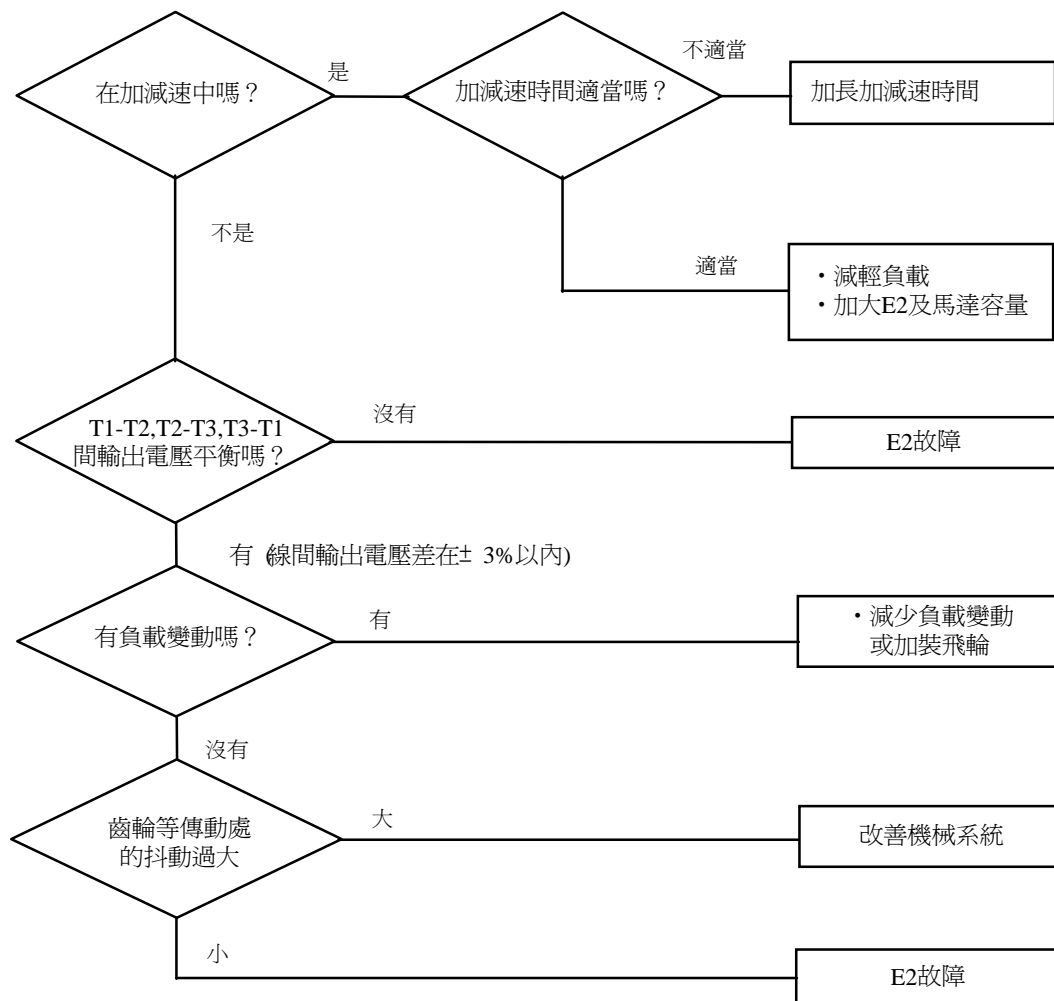 不適當
是
在加減速中嗎？
加減速時間適當嗎？
加長加減速時間
不是
適當
・減輕負載
・加大E2及馬達容量
T1-T2,T2-T3,T3-T1
間輸出電壓平衡嗎？
沒有
E2故障
有 (線間輸出電壓差在± 3%以內)
有負載變動嗎？
有
・減少負載變動
或加裝飛輪
沒有
齒輪等傳動處
的抖動過大
大
改善機械系統
小
E2故障